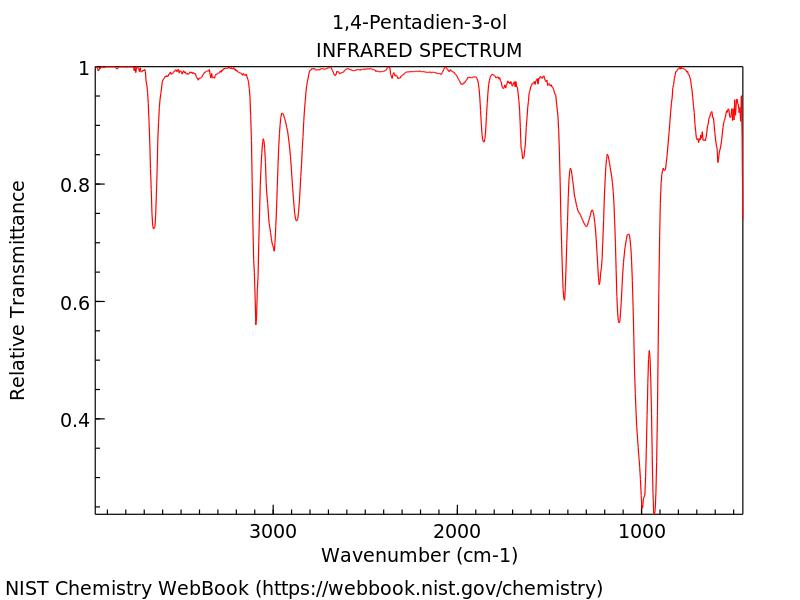 1,4-Pentadien-3-ol
INFRARED SPECTRUM
1
0.8
0.6
0.4
Relative Transmittance
3000 2000 1000
Wavenumber (cm-1)
NIST Chemistry WebBook (https://webbook.nist.gov/chemistry)